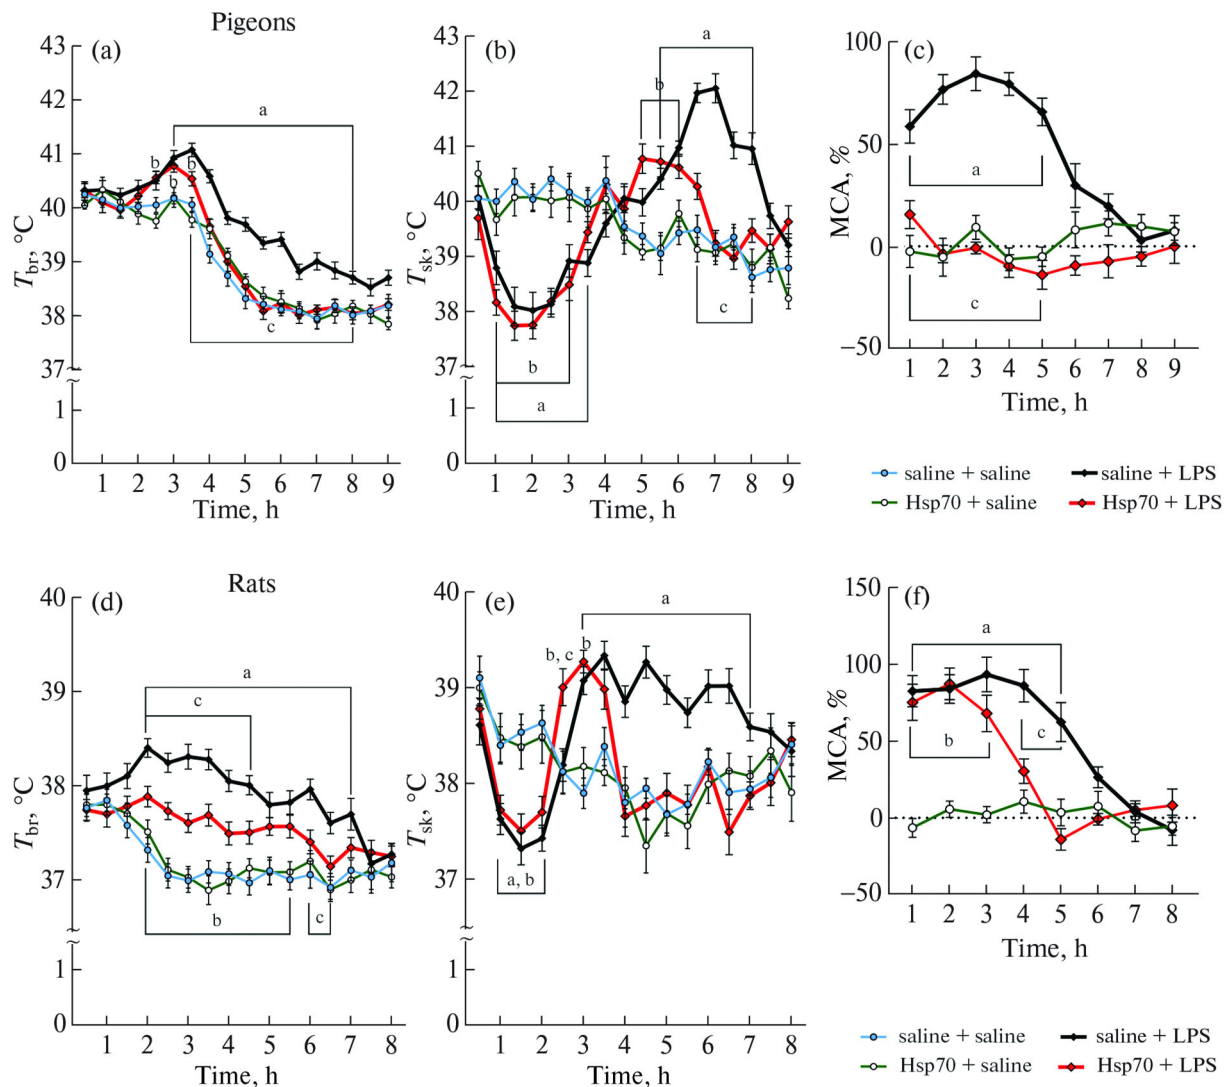 Pigeons
(a)
43
42
41
40
39
38
37
1
0
T_br, °C
a
b
b
b
c
1 2 3 4 5 6 7 8 9
Time, h
(b)
43
42
41
40
39
38
37
1
0
T_sk, °C
a
b
c
b
a
1 2 3 4 5 6 7 8 9
Time, h
(c)
100
50
0
–50
MCA, %
a
c
1 2 3 4 5 6 7 8 9
Time, h
saline + saline saline + LPS
Hsp70 + saline Hsp70 + LPS
Rats
(d)
40
39
38
37
1
0
T_br, °C
a
c
b
c
1 2 3 4 5 6 7 8
Time, h
(e)
40
39
38
37
1
0
T_sk, °C
a
b, c b
a, b
1 2 3 4 5 6 7 8
Time, h
(f)
150
100
50
0
–50
MCA, %
a
b
c
1 2 3 4 5 6 7 8
Time, h
saline + saline saline + LPS
Hsp70 + saline Hsp70 + LPS